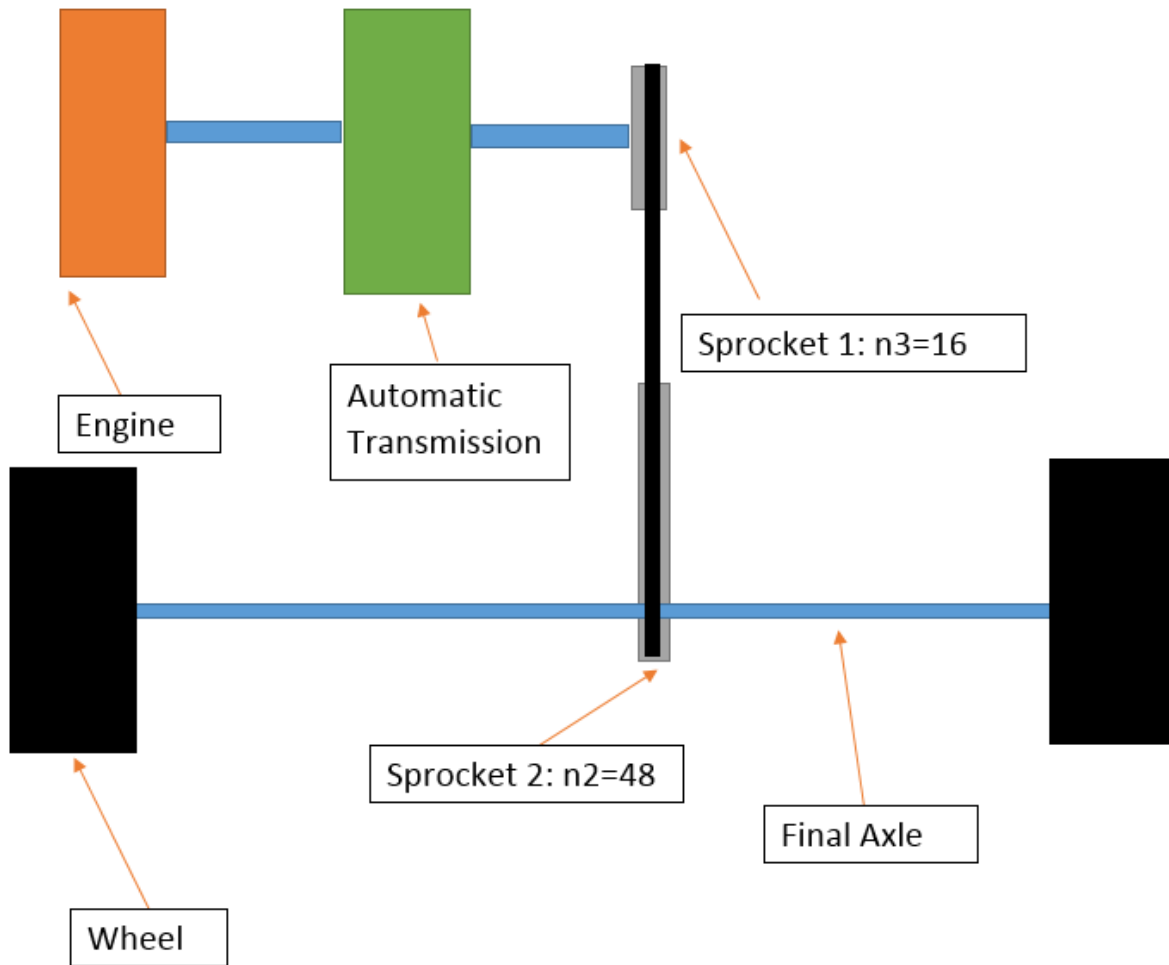 Sprocket 1: n3=16
Automatic
Transmission
Engine
Sprocket 2: n2=48
Final Axle
Wheel